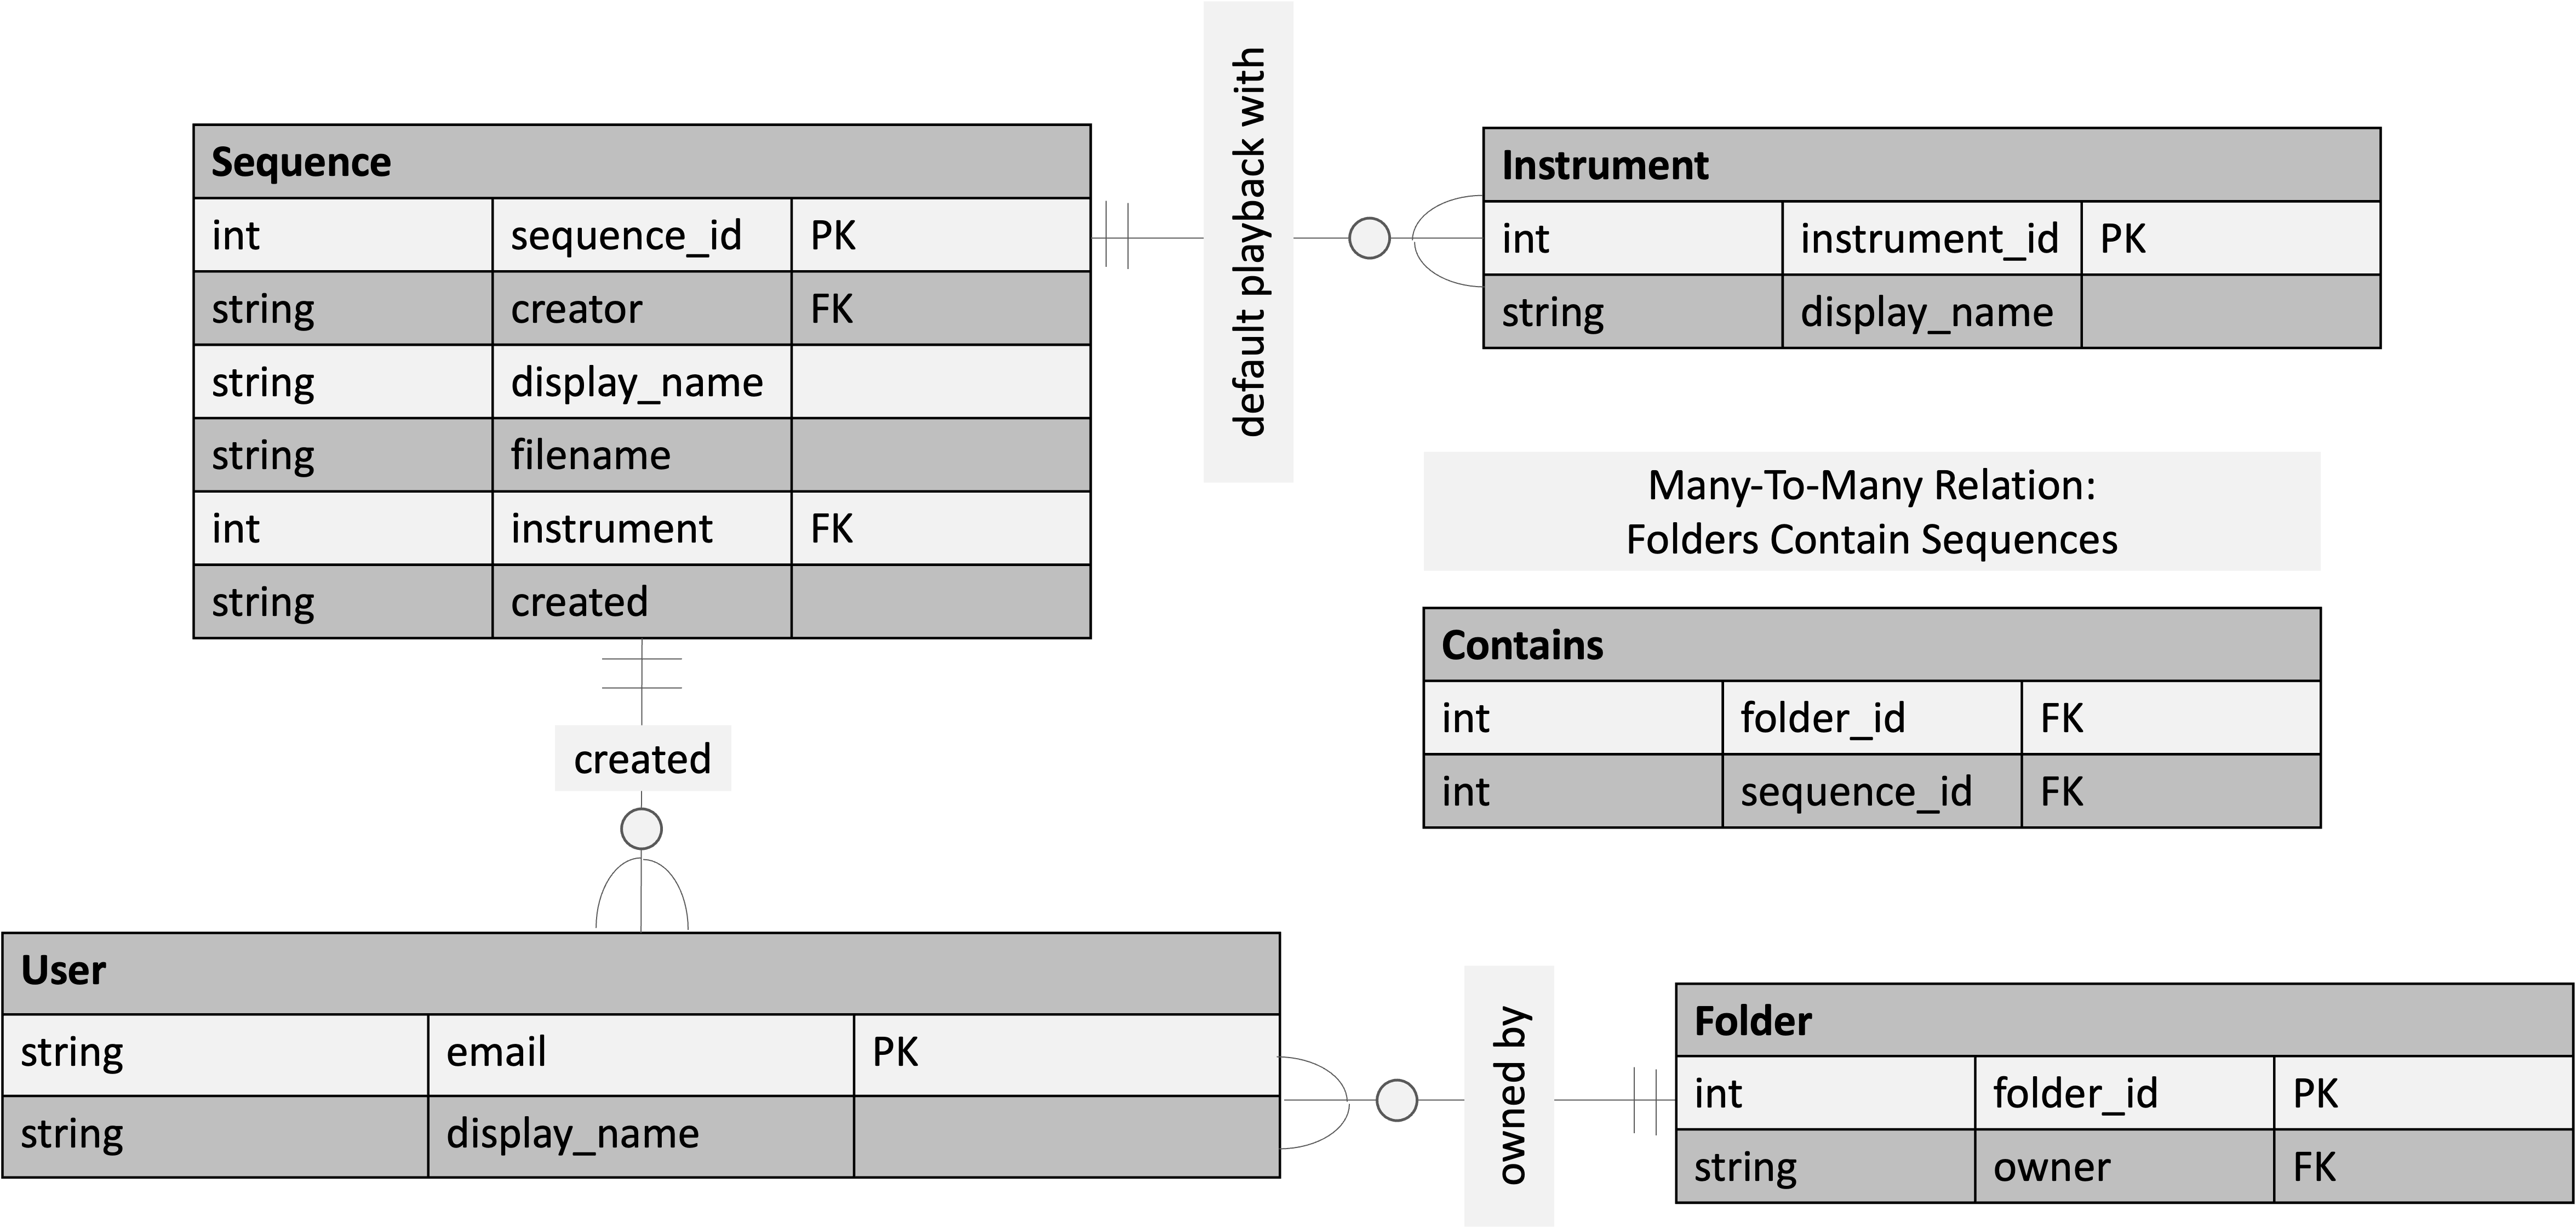 Sequence
int sequence_id PK
string creator FK
string display_name
string filename
int instrument FK
string created
default playback with
Instrument
int instrument_id PK
string display_name
Many-To-Many Relation:
Folders Contain Sequences
Contains
int folder_id FK
int sequence_id FK
created
User
string email PK
string display_name
owned by
Folder
int folder_id PK
string owner FK